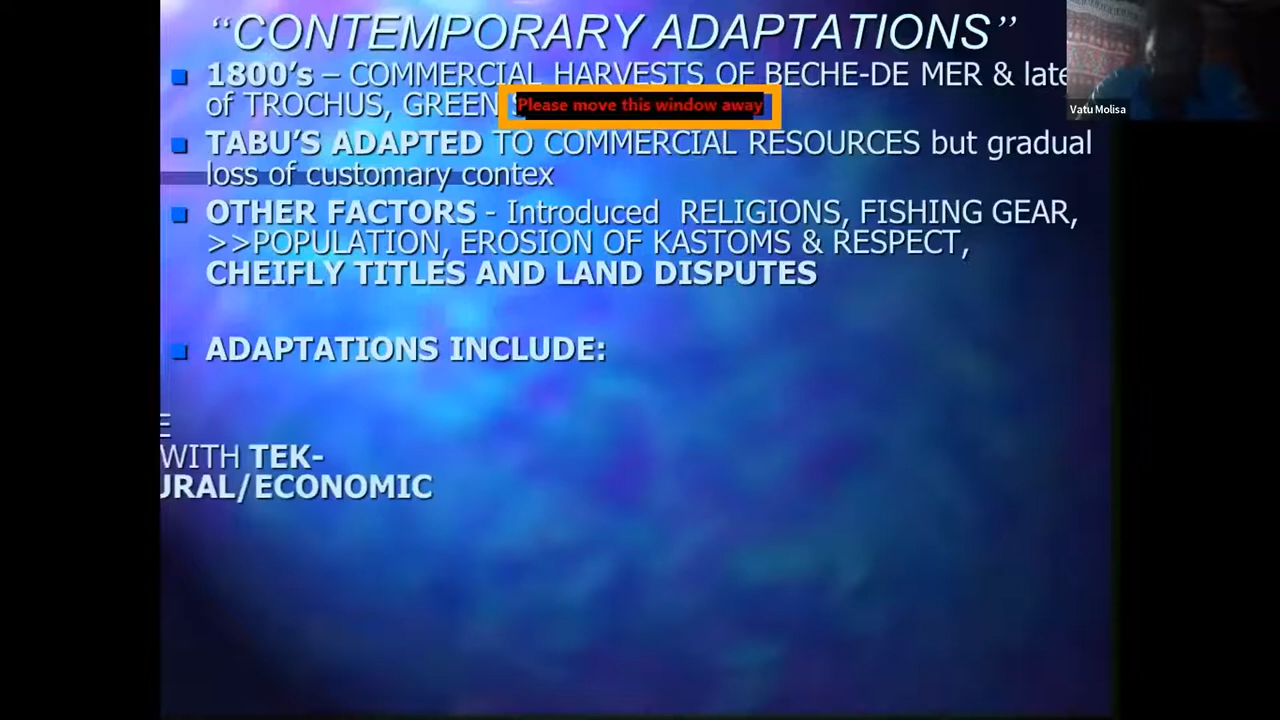 “CONTEMPORARY ADAPTATIONS”
1800’s – COMMERCIAL HARVESTS OF BECHE-DE MER & late
of TROCHUS, GREEN
Please move this window away
Vatu Molisa
TABU’S ADAPTED TO COMMERCIAL RESOURCES but gradual
loss of customary contex
OTHER FACTORS - Introduced RELIGIONS, FISHING GEAR,
>>POPULATION, EROSION OF KASTOMS & RESPECT,
CHEIFLY TITLES AND LAND DISPUTES
ADAPTATIONS INCLUDE:
E
WITH TEK-
URAL/ECONOMIC